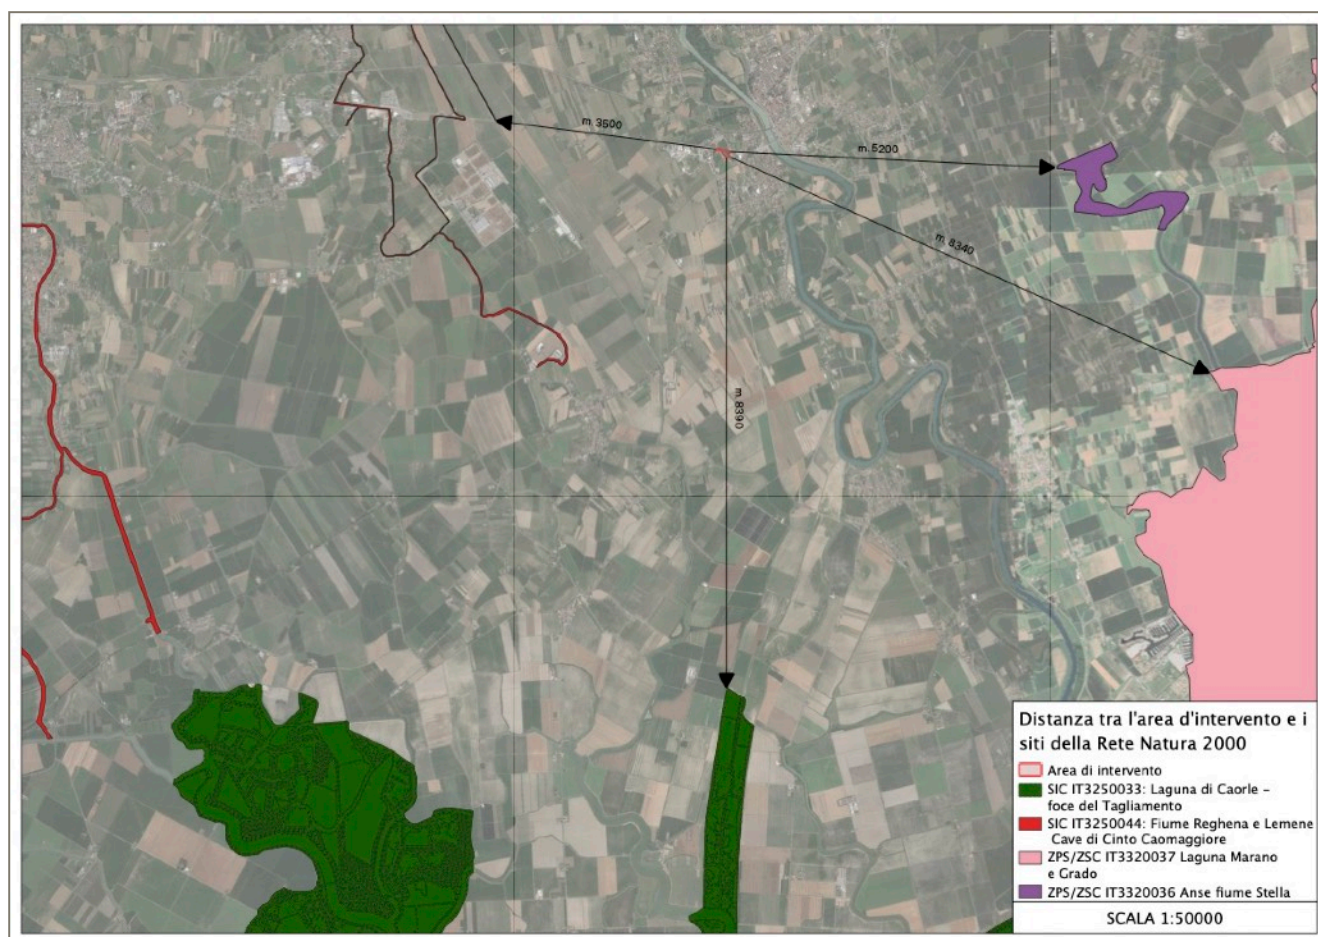 m. 3500
m. 5200
m. 8340
m. 8390
Distanza tra l'area d'intervento e i
siti della Rete Natura 2000
Area di intervento
SIC IT3250033: Laguna di Caorle –
foce del Tagliamento
SIC IT3250044: Fiume Reghena e Lemene
Cave di Cinto Caomaggiore
ZPS/ZSC IT3320037 Laguna Marano
e Grado
ZPS/ZSC IT3320036 Anse fiume Stella
SCALA 1:50000